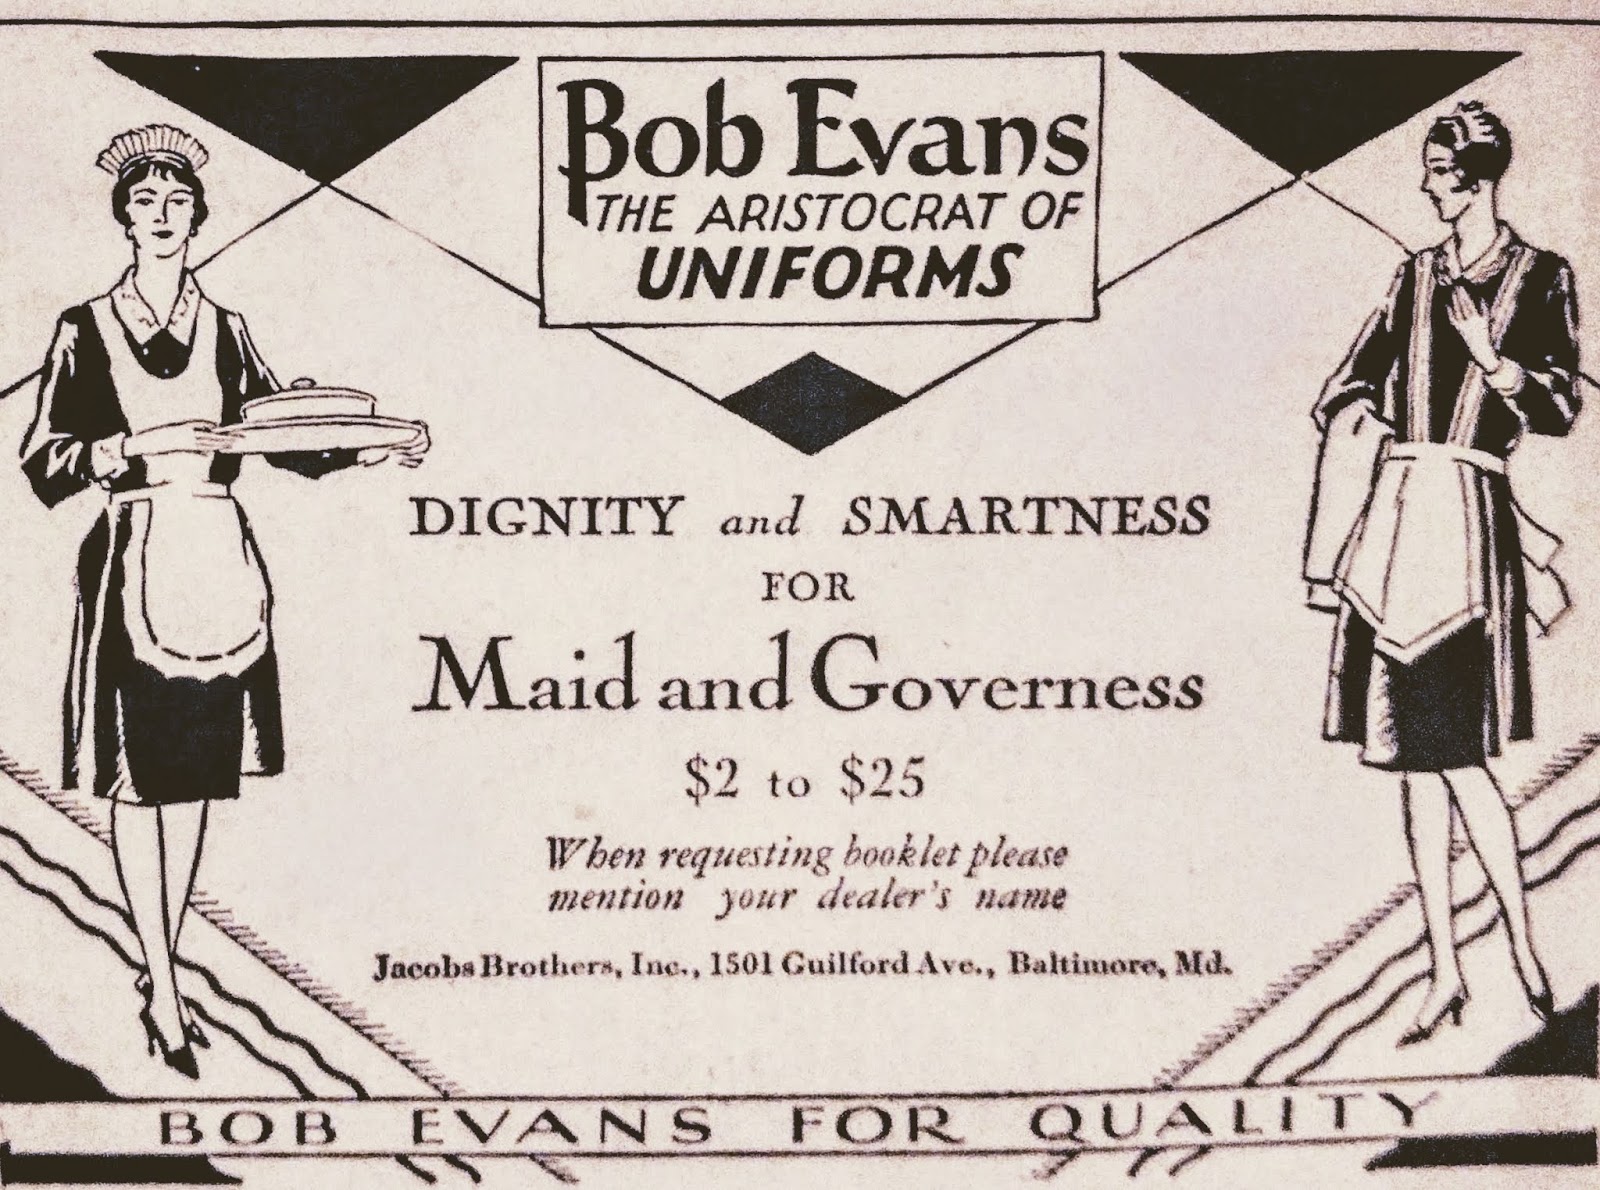 Bob Evans
THE ARISTOCRAT OF
UNIFORMS
DIGNITY and SMARTNESS
FOR
Maid and Governess
$2 to $25
When requesting booklet please
mention your dealer's name
Jacobs Brothers, Inc., 1501 Guilford Ave., Baltimore, Md.
BOB EVANS FOR QUALITY